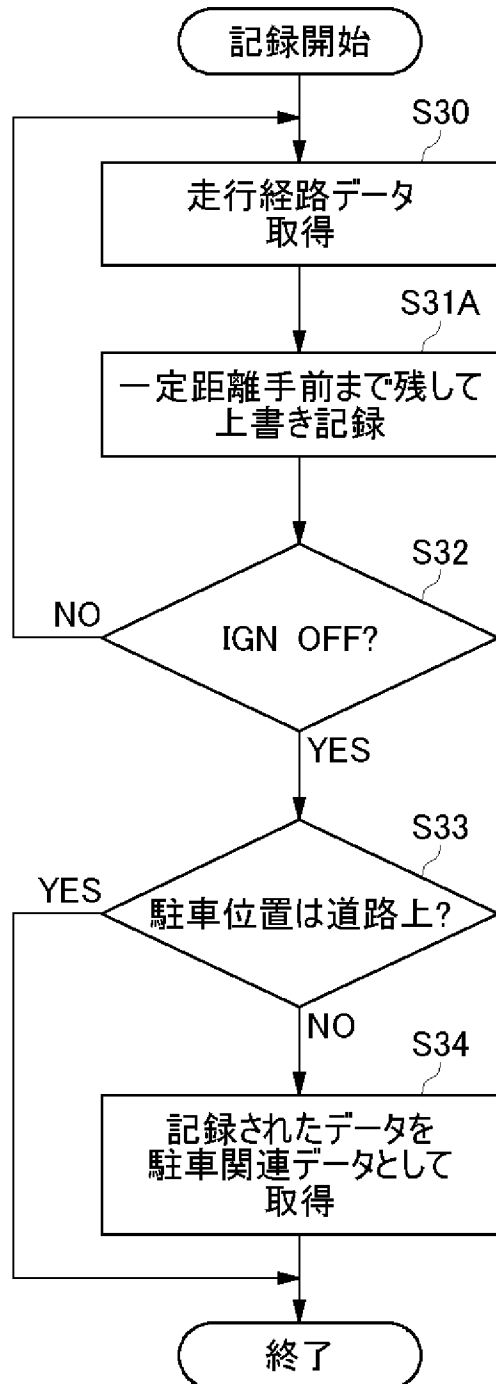 記録開始
S30
走行経路データ
取得
S31A
一定距離手前まで残して
上書き記録
S32
NO
IGN OFF?
YES
S33
YES
駐車位置は道路上?
NO
S34
記録されたデータを
駐車関連データとして
取得
終了